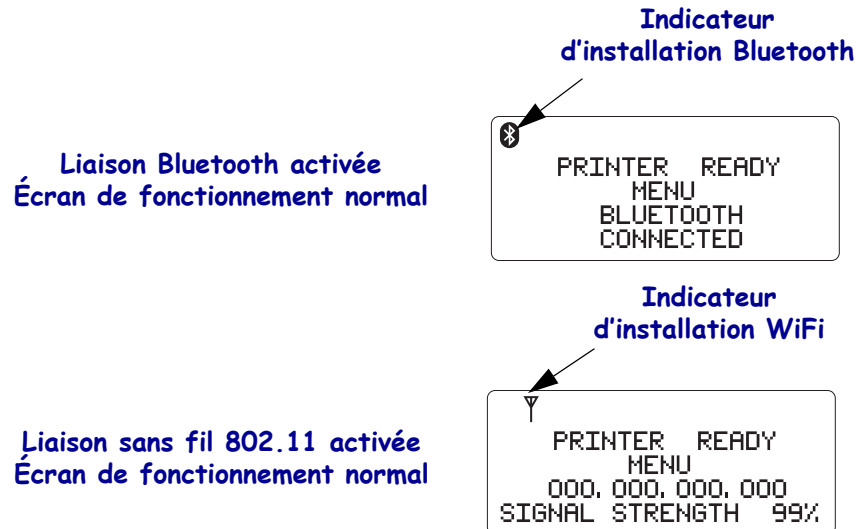 Indicateur
d'installation Bluetooth
Liaison Bluetooth activée
Écran de fonctionnement normal
PRINTER READY
MENU
BLUETOOTH
CONNECTED
Indicateur
d'installation WiFi
Liaison sans fil 802.11 activée
Écran de fonctionnement normal
PRINTER READY
MENU
000. 000. 000. 000
SIGNAL STRENGTH 99%